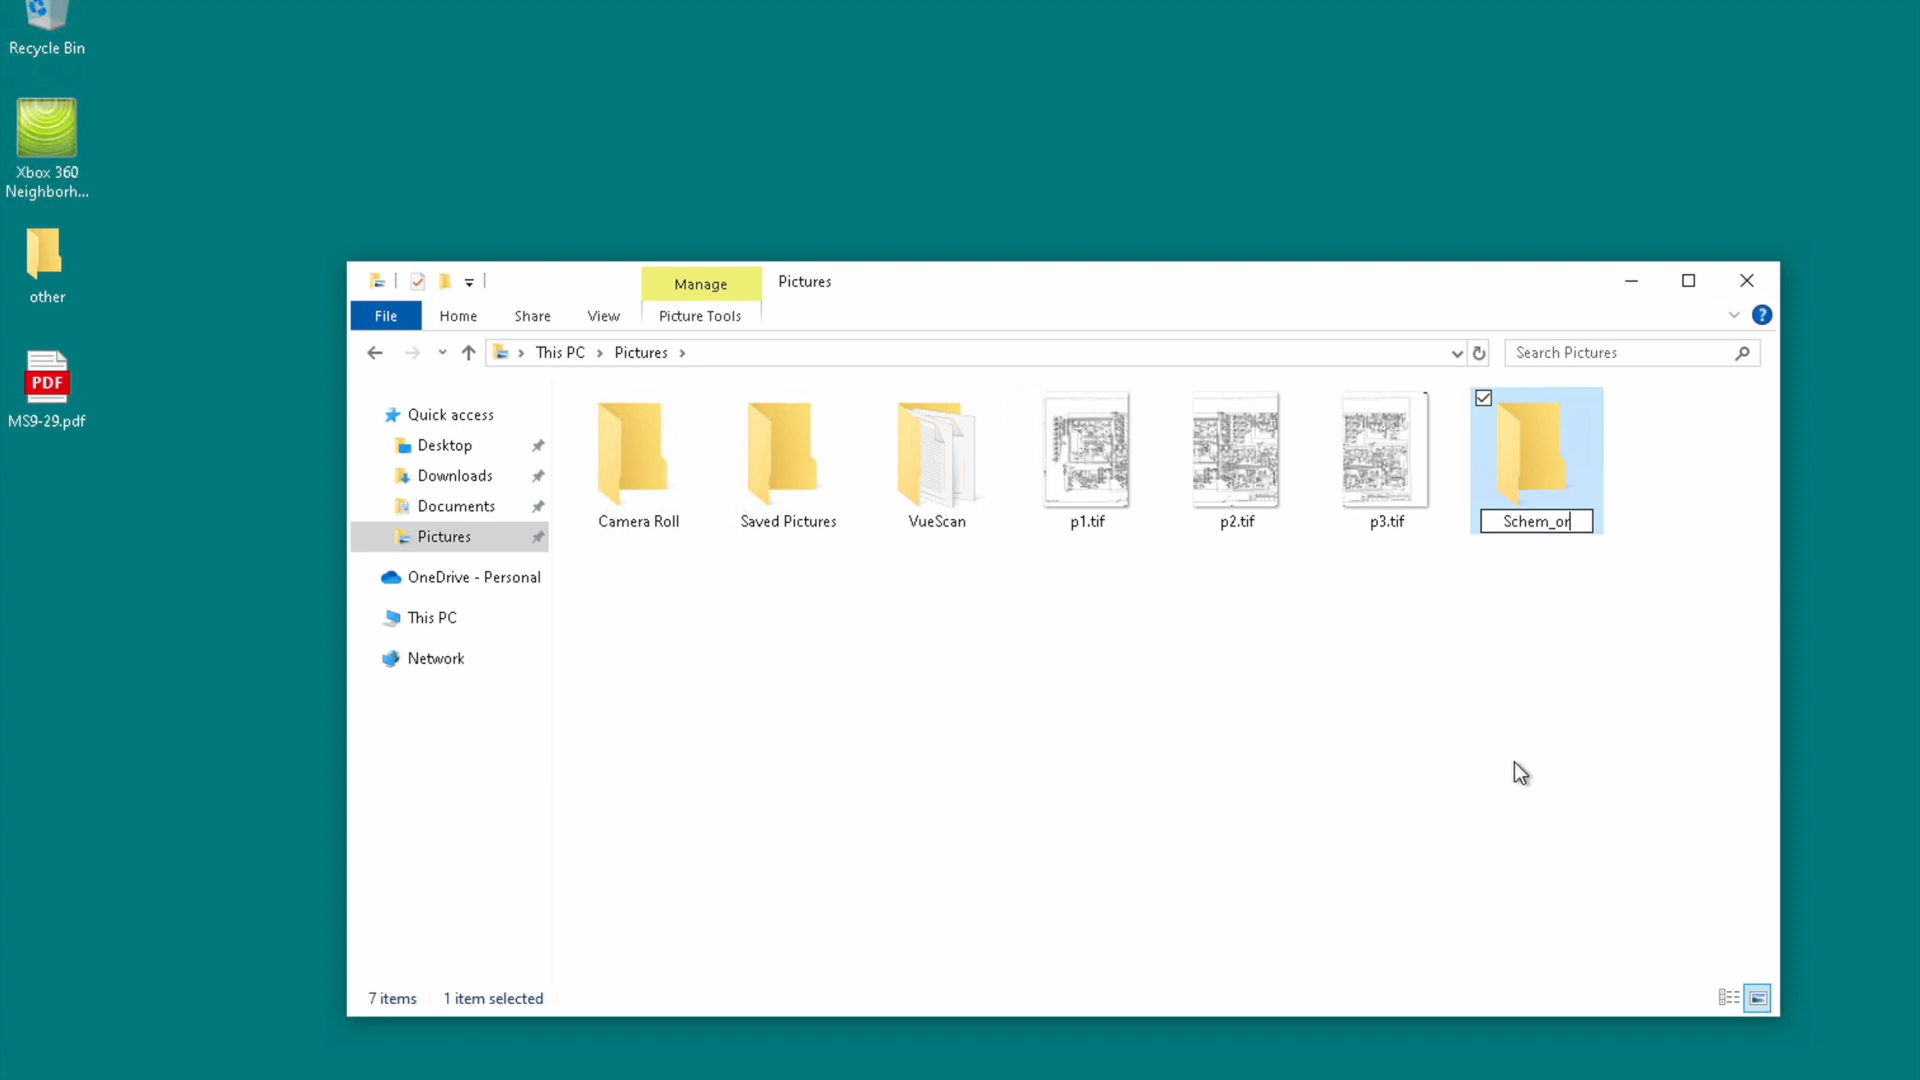 Recycle Bin
Xbox 360
Neighborh...
other
PDF
MS9-29.pdf
Manage
Pictures
File
Home
Share
View
Picture Tools
?
This PC
Pictures
Search Pictures
Quick access
Desktop
Downloads
Documents
Pictures
OneDrive - Personal
This PC
Network
Camera Roll
Saved Pictures
VueScan
p1.tif
p2.tif
p3.tif
Schem_or
7 items
1 item selected